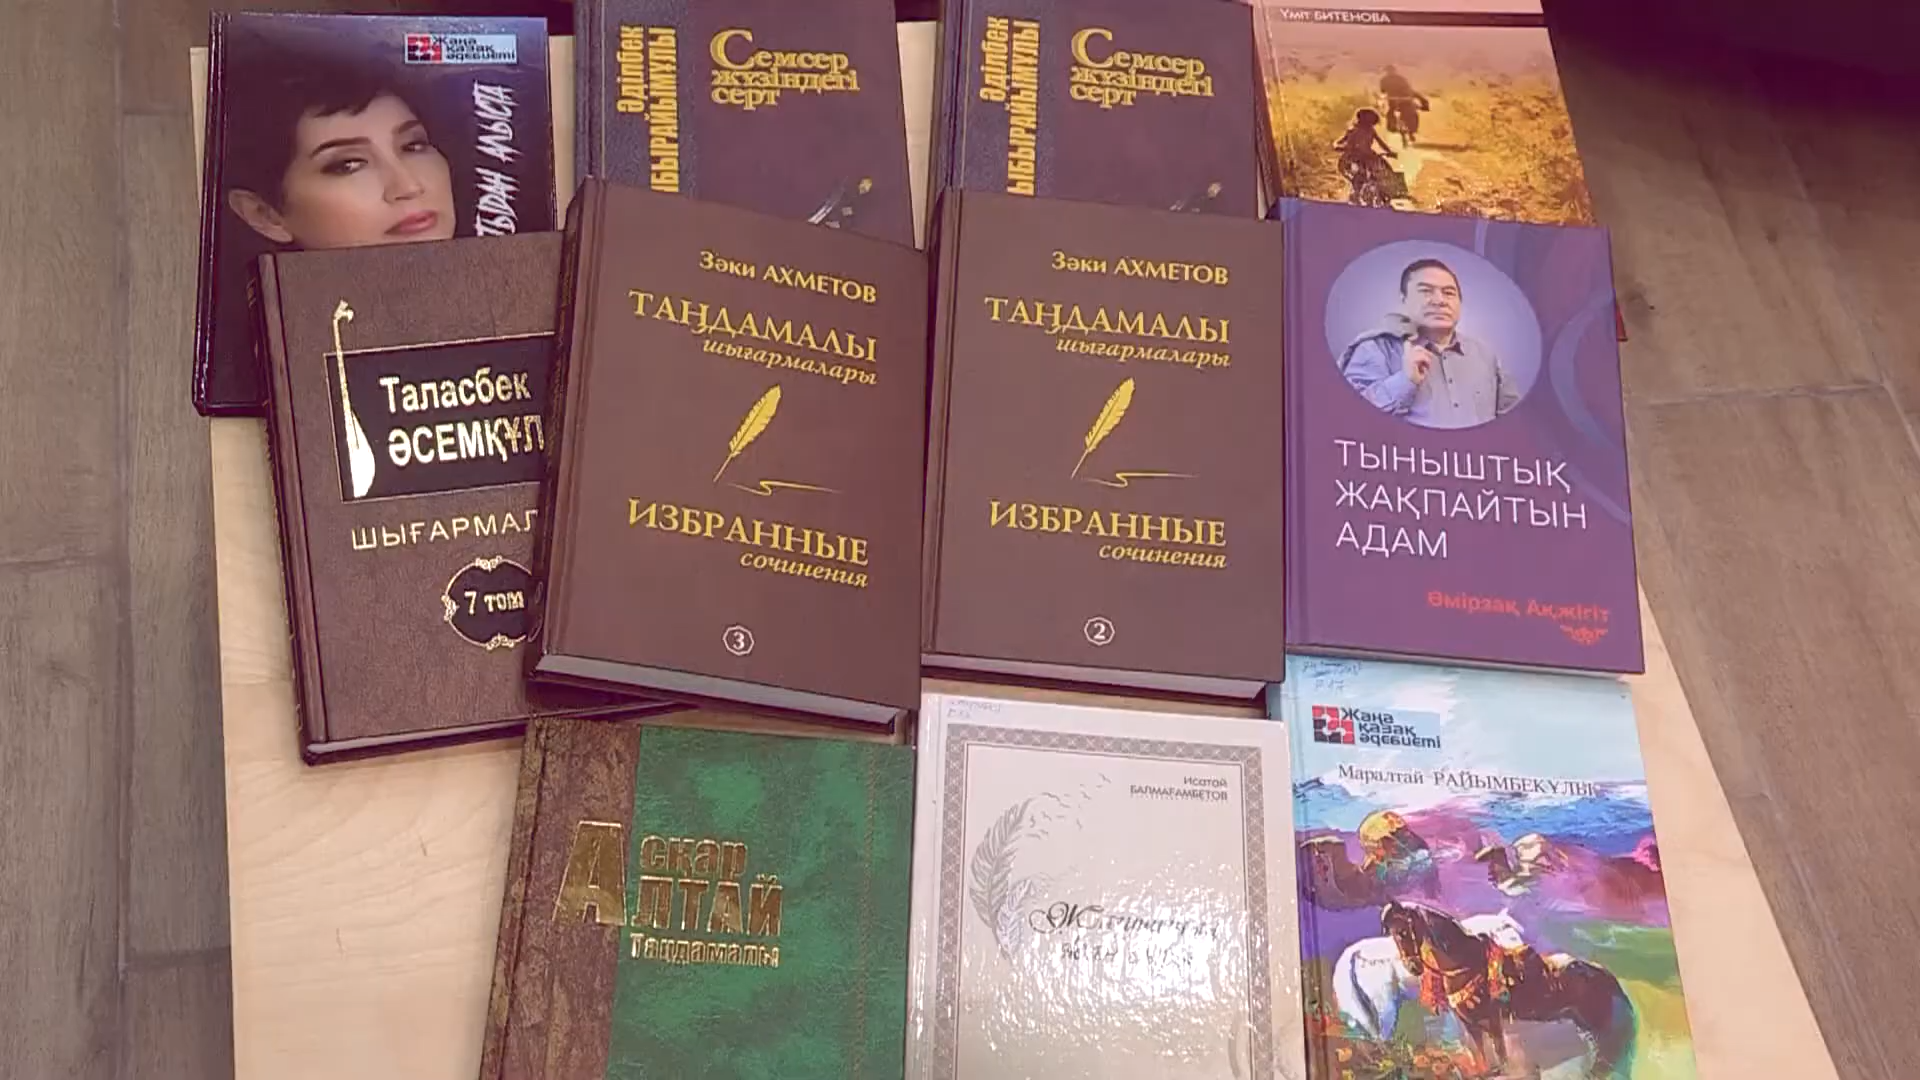 Жаңа
қазақ
әдебиеті
АЛЫСТА
Әділбек
ЫБЫРАЙЫМҰЛЫ
Семсер
жүзіндегі
серт
Әділбек
ЫБЫРАЙЫМҰЛЫ
Семсер
жүзіндегі
серт
Үміт БИТЕНОВА
Таласбек
ӘСЕМҚҰЛ
ШЫҒАРМАЛ
7 том
Зәки АХМЕТОВ
ТАҢДАМАЛЫ
шығармалары
ИЗБРАННЫЕ
сочинения
3
Зәки АХМЕТОВ
ТАҢДАМАЛЫ
шығармалары
ИЗБРАННЫЕ
сочинения
2
ТЫНЫШТЫҚ
ЖАҚПАЙТЫН
АДАМ
Өмірзақ Ақжігіт
Асқар
АЛТАЙ
Таңдамалы
Исатай
БАЛМАҒАМБЕТОВ
Жаңа
қазақ
әдебиеті
Маралтай РАЙЫМБЕКҰЛЫ